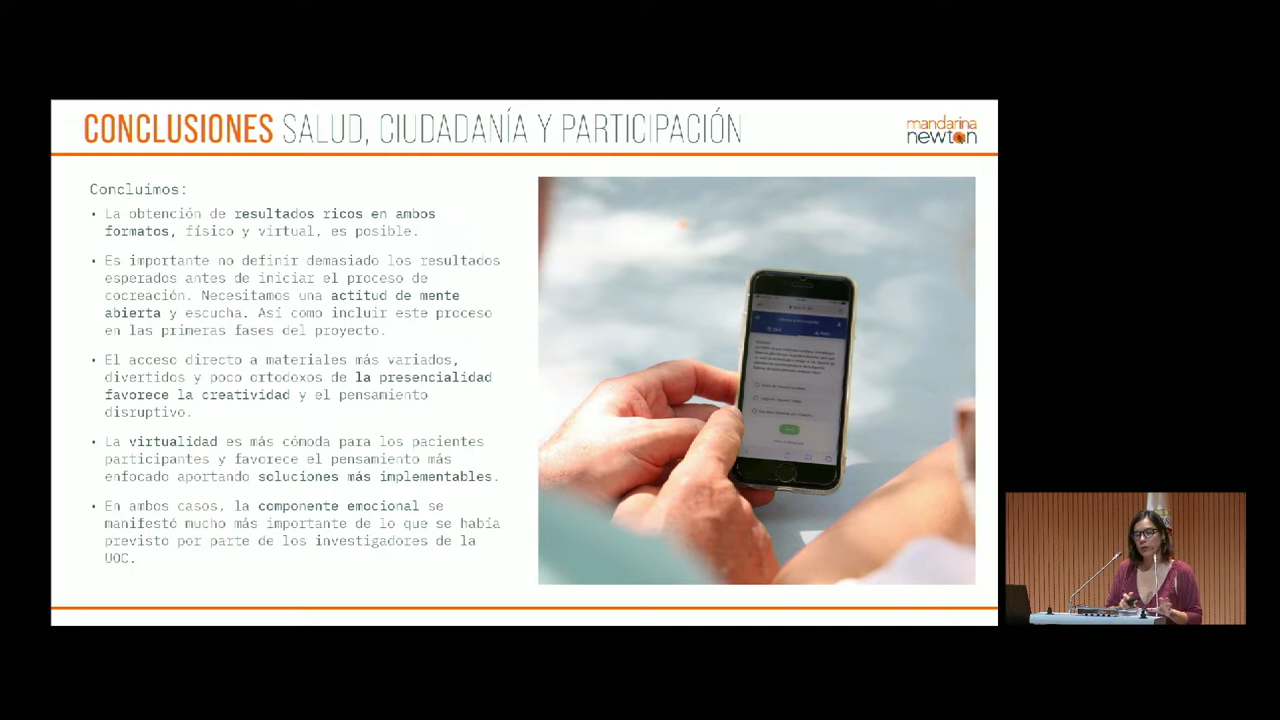 CONCLUSIONES SALUD, CIUDADANÍA Y PARTICIPACIÓN
mandarina
newton
Concluimos:
• La obtención de resultados ricos en ambos
formatos, físico y virtual, es posible.
• Es importante no definir demasiado los resultados
esperados antes de iniciar el proceso de
cocreación. Necesitamos una actitud de mente
abierta y escucha. Así como incluir este proceso
en las primeras fases del proyecto.
• El acceso directo a materiales más variados,
divertidos y poco ortodoxos de la presencialidad
favorece la creatividad y el pensamiento
disruptivo.
• La virtualidad es más cómoda para los pacientes
participantes y favorece el pensamiento más
enfocado aportando soluciones más implementables.
• En ambos casos, la componente emocional se
manifestó mucho más importante de lo que se había
previsto por parte de los investigadores de la
UOC.